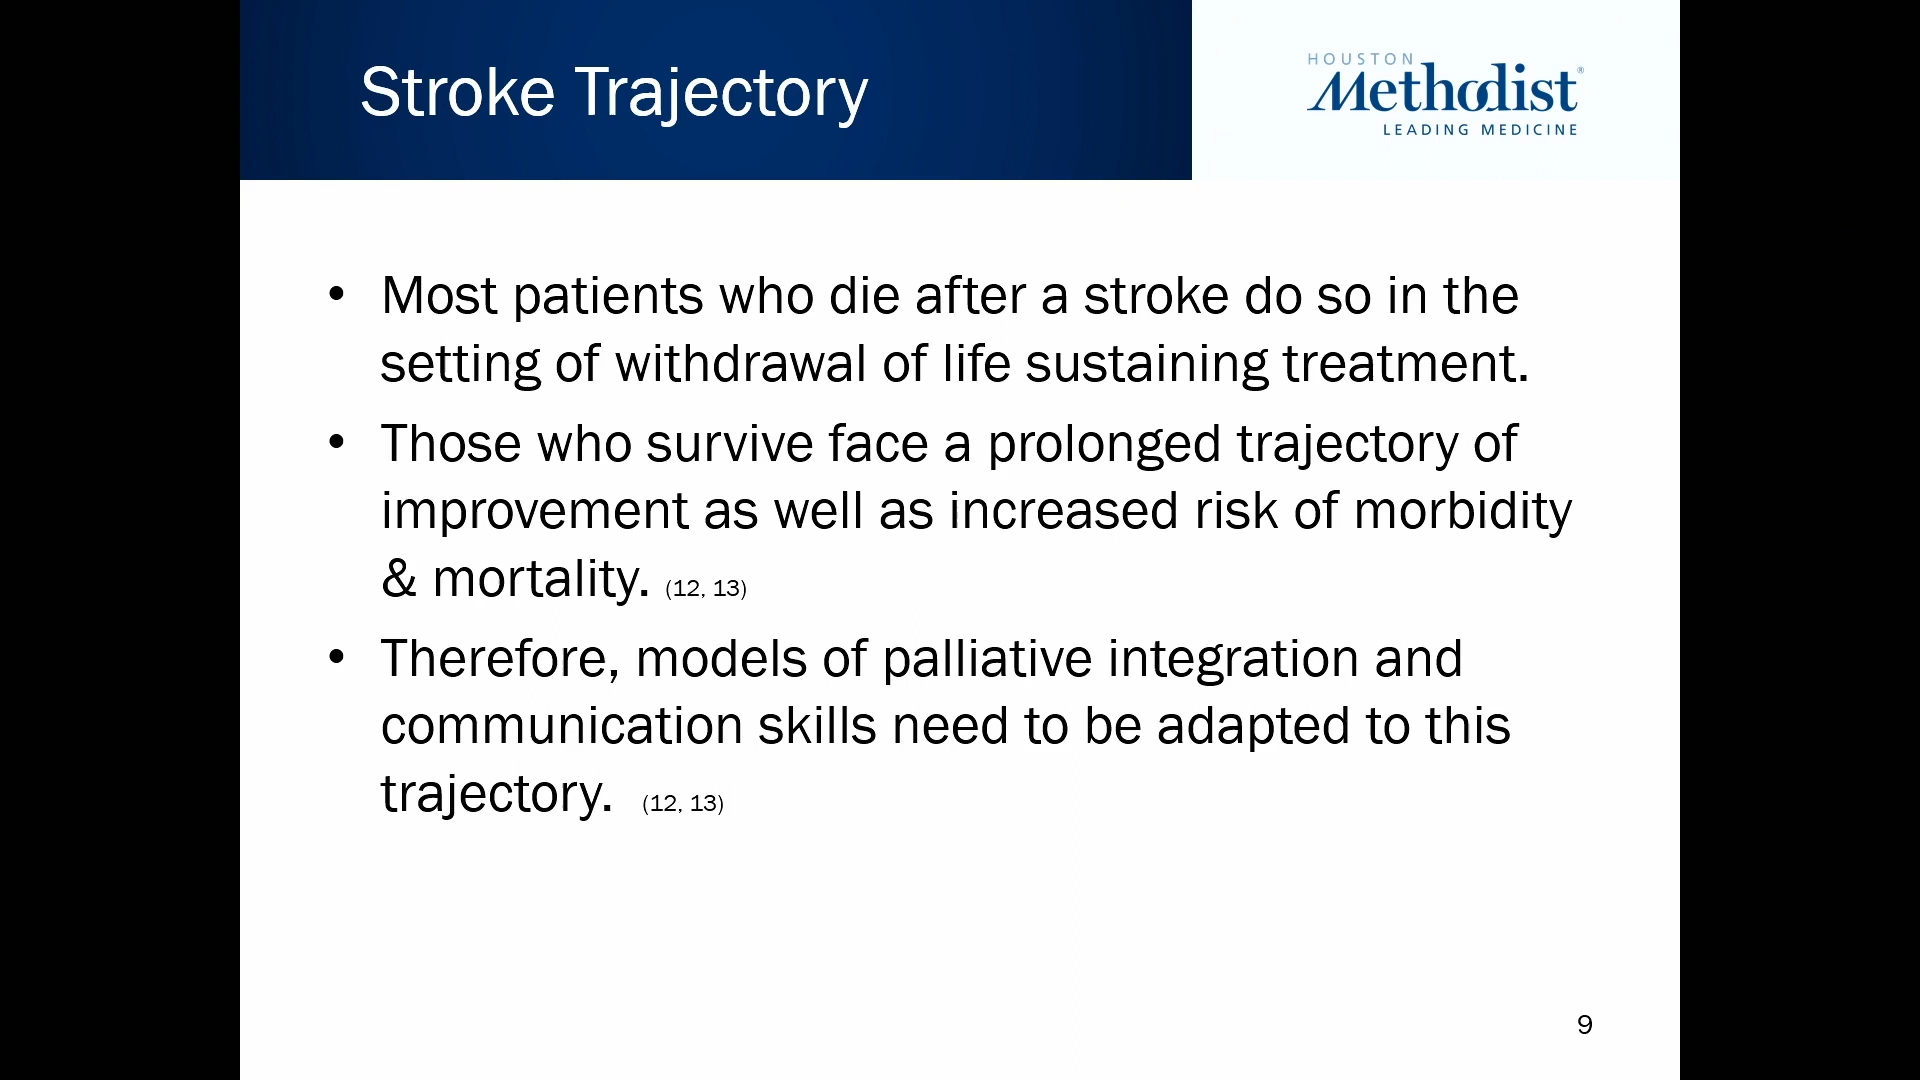 Stroke Trajectory
HOUSTON
Methodist®
LEADING MEDICINE
• Most patients who die after a stroke do so in the
setting of withdrawal of life sustaining treatment.
• Those who survive face a prolonged trajectory of
improvement as well as increased risk of morbidity
& mortality. (12, 13)
• Therefore, models of palliative integration and
communication skills need to be adapted to this
trajectory. (12, 13)
9